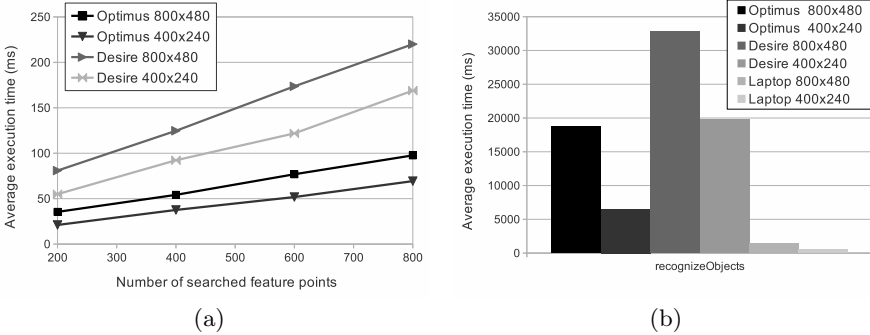 250
200
150
100
50
0
Average execution time (ms)
Optimus 800x480
Optimus 400x240
Desire 800x480
Desire 400x240
200 300 400 500 600 700 800
Number of searched feature points
(a)
35000
30000
25000
20000
15000
10000
5000
0
Average execution time (ms)
Optimus 800x480
Optimus 400x240
Desire 800x480
Desire 400x240
Laptop 800x480
Laptop 400x240
recognizeObjects
(b)